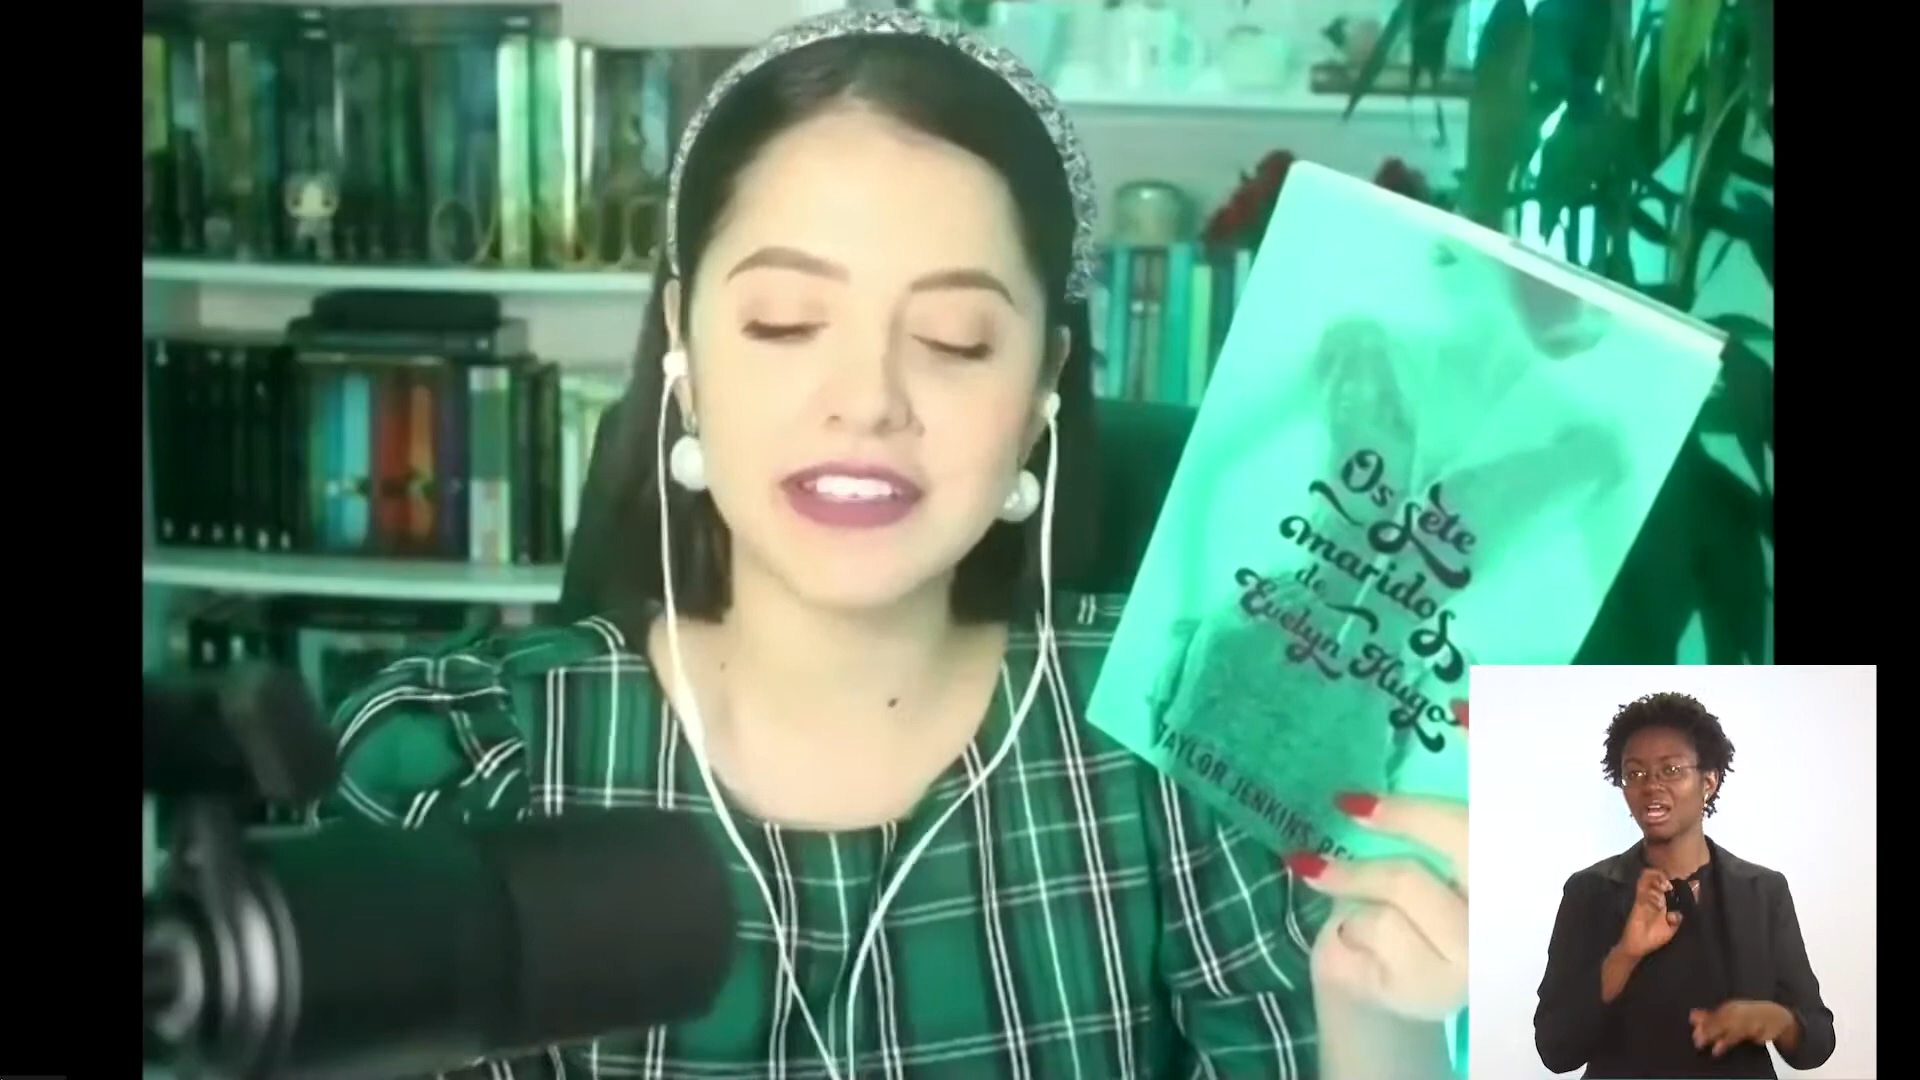 Os Sete
maridos
de
Evelyn Hugo
TAYLOR JENKINS